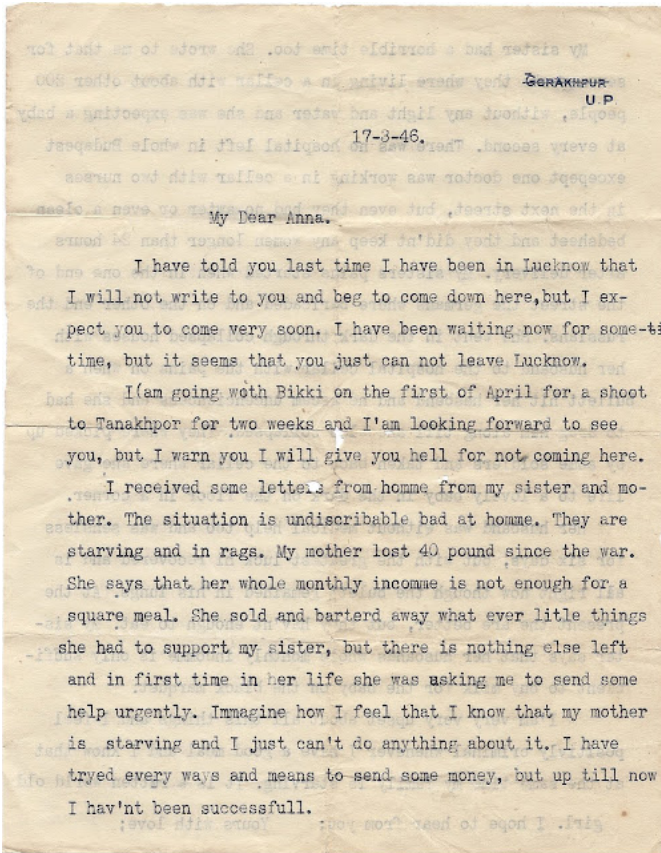 GORAKHPUR
U.P.
17-3-46.
My Dear Anna.
I have told you last time I have been in Lucknow that
I will not write to you and beg to come down here,but I ex-
pect you to come very soon. I have been waiting now for some-ti
time, but it seems that you just can not leave Lucknow.
I(am going woth Bikki on the first of April for a shoot
to Tanakhpor for two weeks and I'am looking forward to see
you, but I warn you I will give you hell for not coming here.
I received some letters from homme from my sister and mo-
ther. The situation is undiscribable bad at homme. They are
starving and in rags. My mother lost 40 pound since the war.
She says that her whole monthly incomme is not enough for a
square meal. She sold and barterd away what ever litle things
she had to support my sister, but there is nothing else left
and in first time in her life she was asking me to send some
help urgently. Immagine how I feel that I know that my mother
is starving and I just can't do anything about it. I have
tryed every ways and means to send some money, but up till now
I hav'nt been successfull.